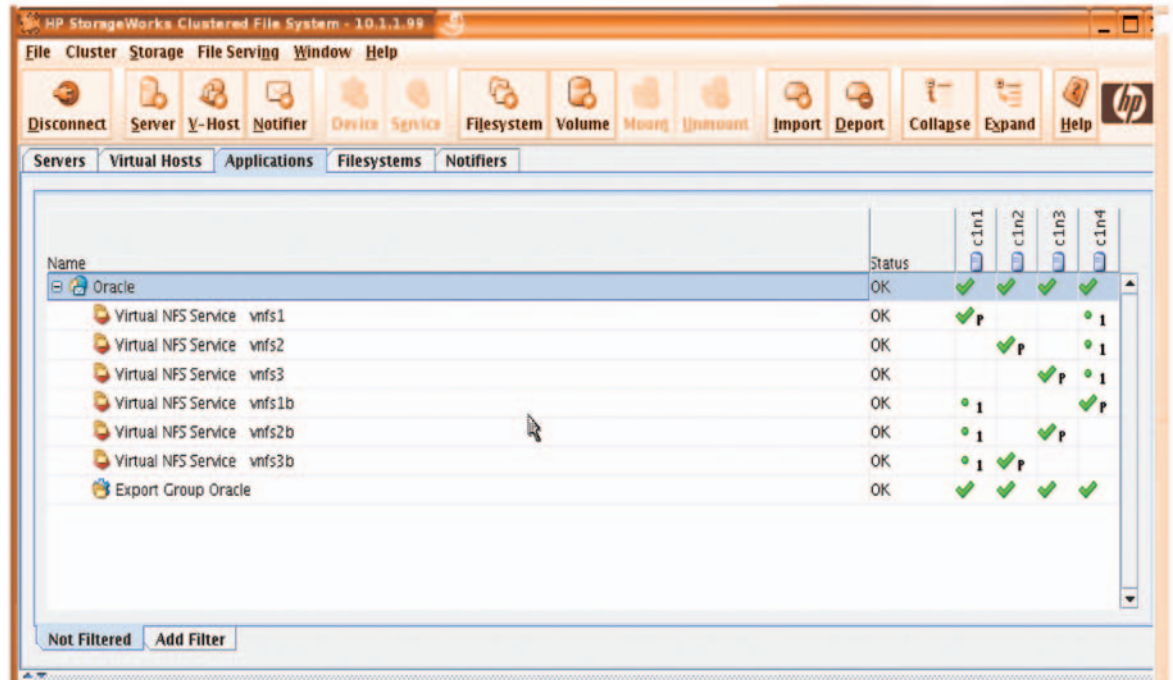 HP StorageWorks Clustered File System - 10.1.1.99
File Cluster Storage File Serving Window Help
Disconnect Server V-Host Notifier Device Service Filesystem Volume Mount Unmount Import Deport Collapse Expand Help hp
Servers Virtual Hosts Applications Filesystems Notifiers
Name Status c1n1 c1n2 c1n3 c1n4
Oracle OK
Virtual NFS Service vnfs1 OK P 1
Virtual NFS Service vnfs2 OK P 1
Virtual NFS Service vnfs3 OK P 1
Virtual NFS Service vnfs1b OK 1 P
Virtual NFS Service vnfs2b OK 1 P
Virtual NFS Service vnfs3b OK 1 P
Export Group Oracle OK
Not Filtered Add Filter